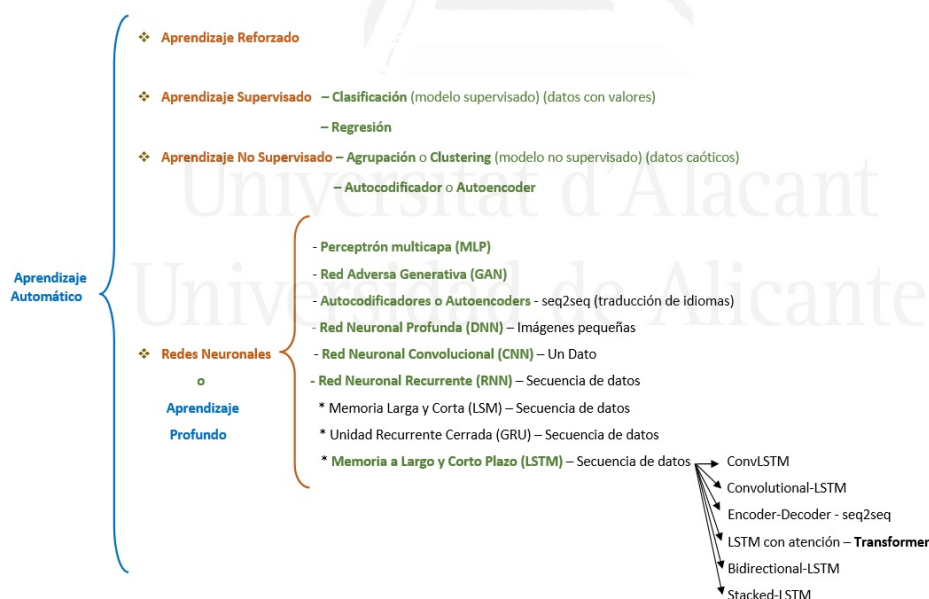 ❖ Aprendizaje Reforzado
❖ Aprendizaje Supervisado – Clasificación (modelo supervisado) (datos con valores)
– Regresión
❖ Aprendizaje No Supervisado – Agrupación o Clustering (modelo no supervisado) (datos caóticos)
– Autocodificador o Autoencoder
Universitat d'Alacant
Universidad de Alicante
Aprendizaje
Automático
❖ Redes Neuronales
o
Aprendizaje
Profundo
- Perceptrón multicapa (MLP)
- Red Adversa Generativa (GAN)
- Autocodificadores o Autoencoders - seq2seq (traducción de idiomas)
- Red Neuronal Profunda (DNN) – Imágenes pequeñas
- Red Neuronal Convolucional (CNN) – Un Dato
- Red Neuronal Recurrente (RNN) – Secuencia de datos
* Memoria Larga y Corta (LSM) – Secuencia de datos
* Unidad Recurrente Cerrada (GRU) – Secuencia de datos
* Memoria a Largo y Corto Plazo (LSTM) – Secuencia de datos
ConvLSTM
Convolutional-LSTM
Encoder-Decoder - seq2seq
LSTM con atención – Transformer
Bidirectional-LSTM
Stacked-LSTM